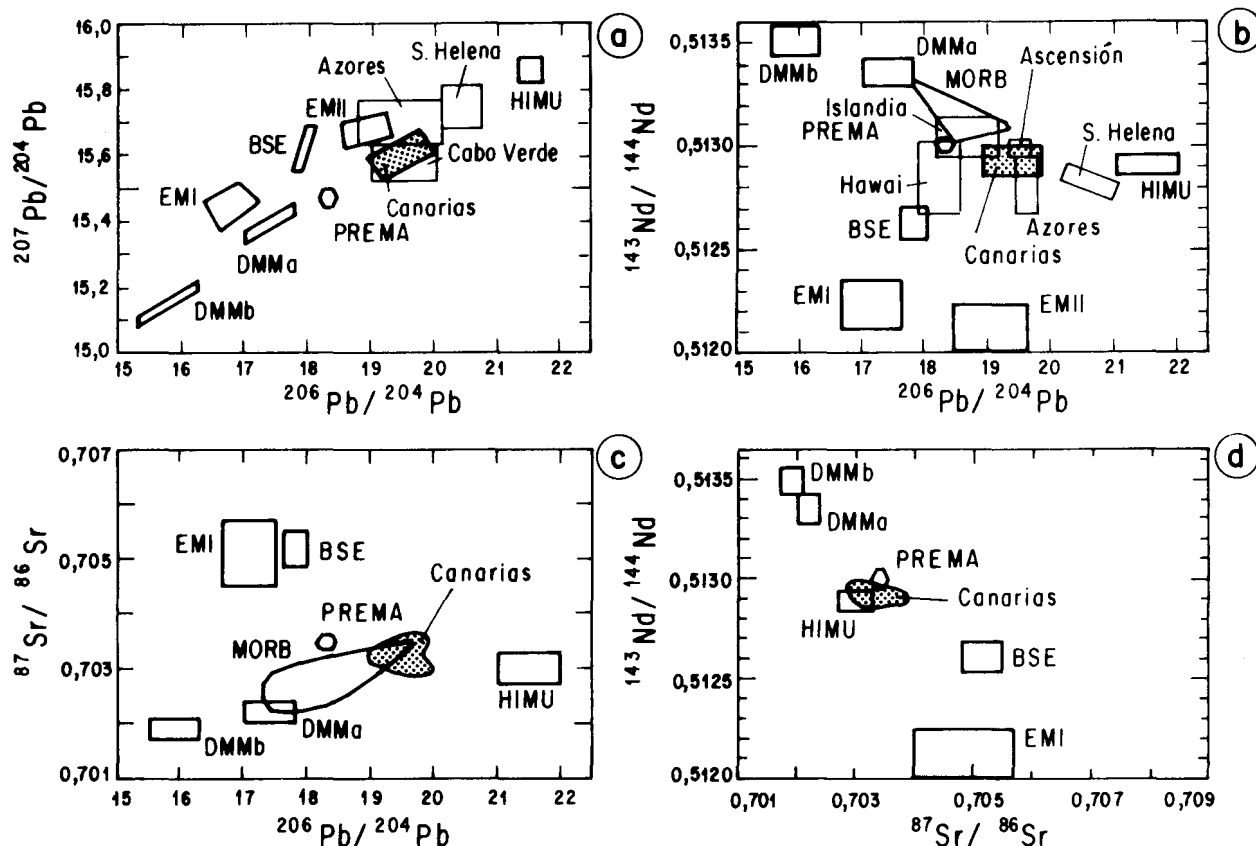 a
16,0
15,8
15,6
15,4
15,2
15,0
207Pb/204Pb
Azores
S. Helena
EMII
HIMU
BSE
Cabo Verde
EMI
Canarias
PREMA
DMMa
DMMb
15 16 17 18 19 20 21 22
206Pb/204Pb
b
0,5135
0,5130
0,5125
0,5120
143Nd/144Nd
DMMa
Ascensión
DMMb
MORB
Islandia
PREMA
S. Helena
Hawai
HIMU
BSE
Azores
Canarias
EMI
EMII
16 17 18 19 20 21 22
206Pb/204Pb
c
0,707
0,705
0,703
0,701
87Sr/86Sr
EMI
BSE
Canarias
PREMA
MORB
HIMU
DMMb
DMMa
15 16 17 18 19 20 21 22
206Pb/204Pb
d
0,5135
0,5130
0,5125
0,5120
143Nd/144Nd
DMMb
DMMa
PREMA
Canarias
HIMU
BSE
EMI
0,701 0,703 0,705 0,707 0,709
87Sr/86Sr